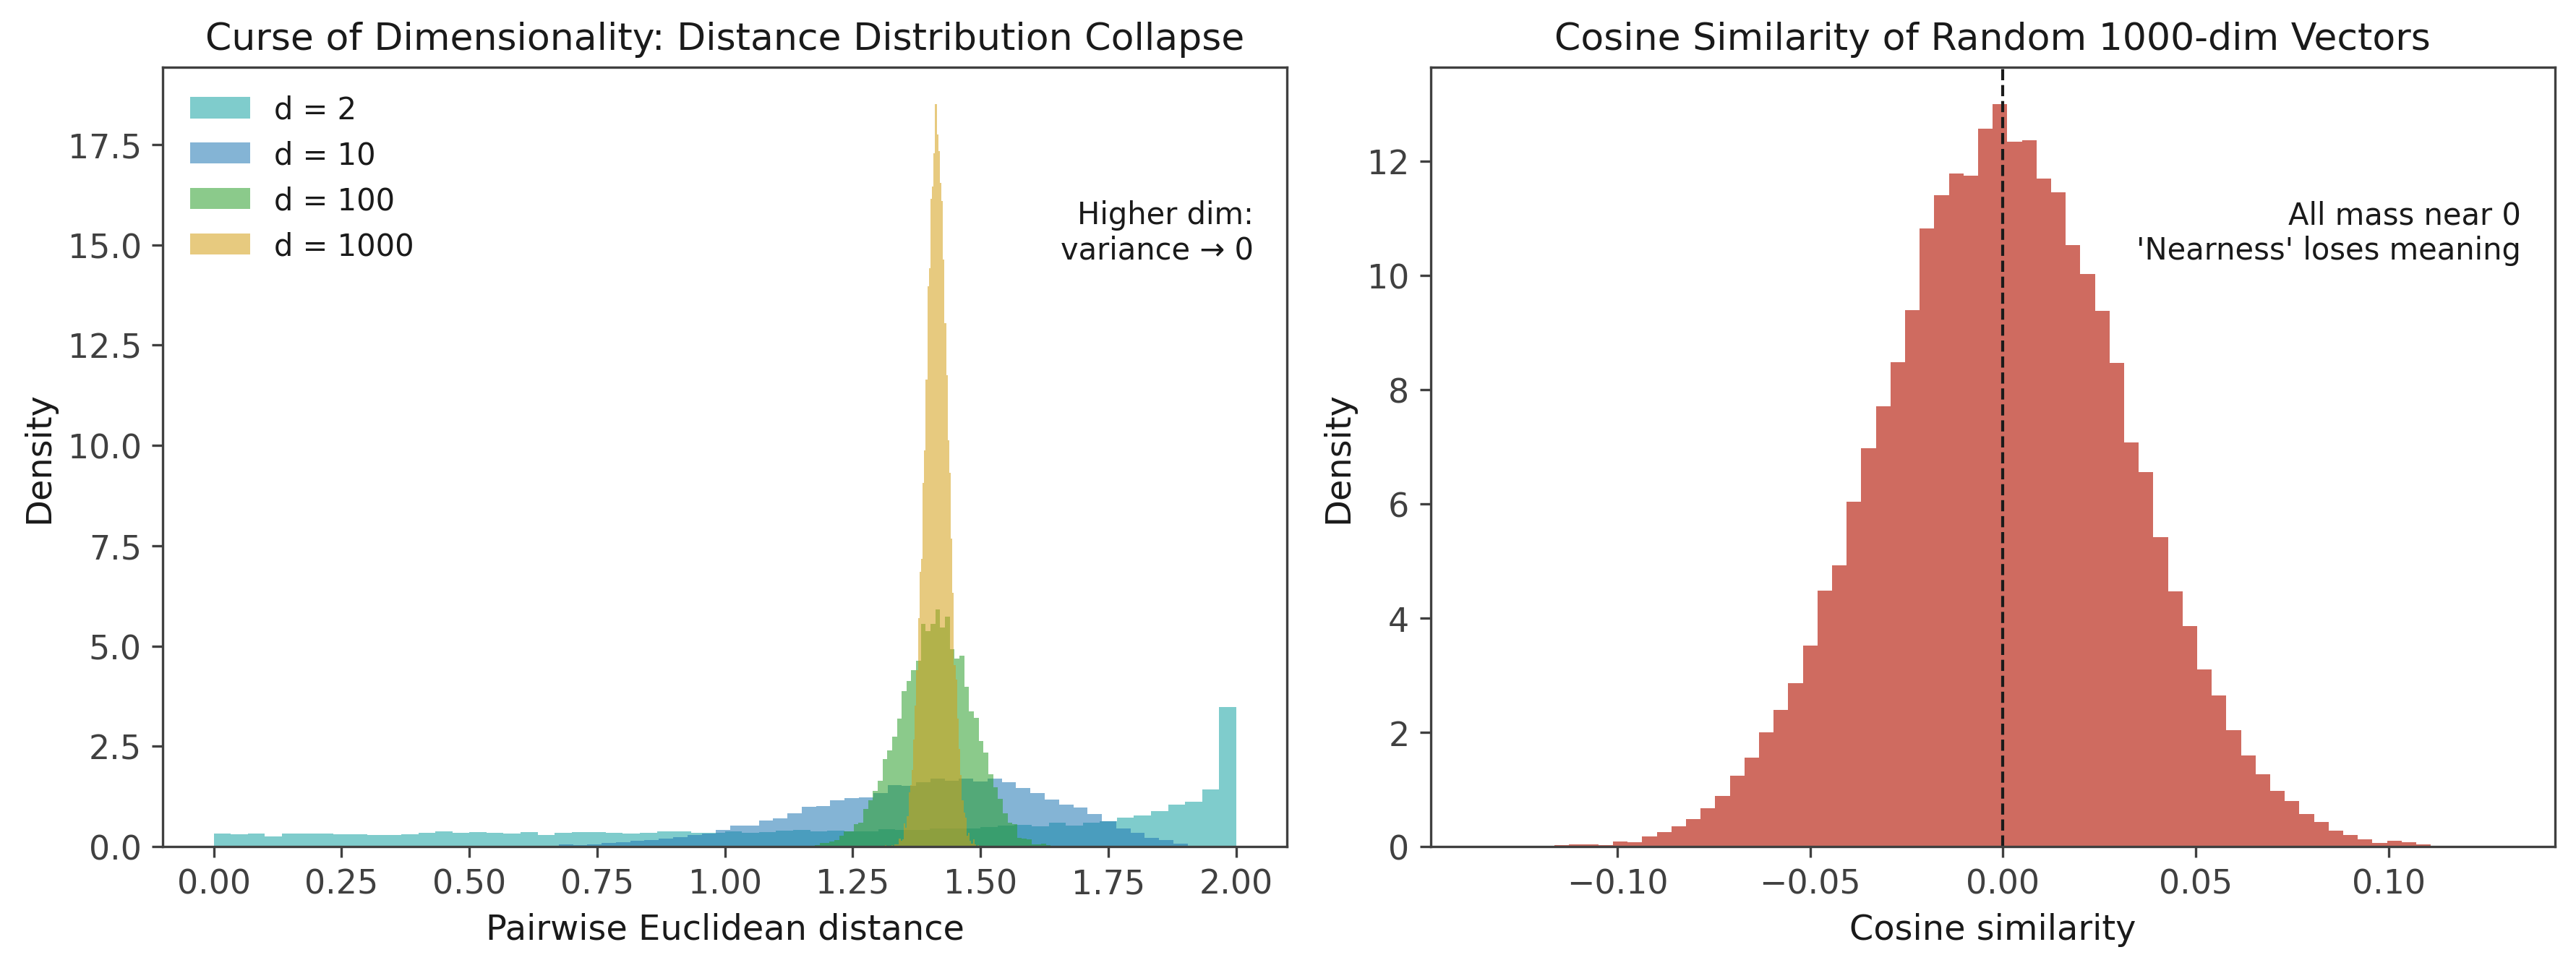 Curse of Dimensionality: Distance Distribution Collapse
d = 2
d = 10
d = 100
d = 1000
Higher dim:
variance → 0
17.5
15.0
12.5
10.0
7.5
5.0
2.5
0.0
Density
0.00 0.25 0.50 0.75 1.00 1.25 1.50 1.75 2.00
Pairwise Euclidean distance
Cosine Similarity of Random 1000-dim Vectors
All mass near 0
'Nearness' loses meaning
12
10
8
6
4
2
0
Density
−0.10 −0.05 0.00 0.05 0.10
Cosine similarity